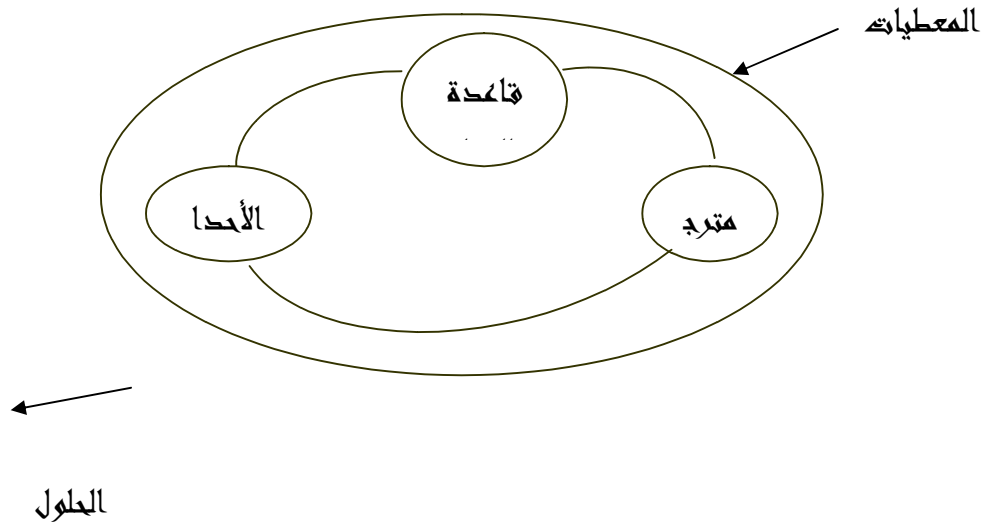 المعطيات
قاعدة
الأحدا
مترج
الحلول